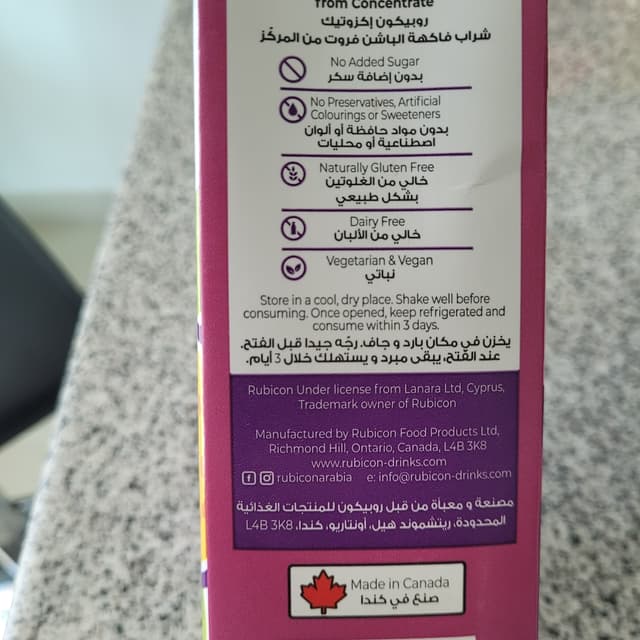 from Concentrate
روبيكون إكزوتيك
شراب فاكهة الباشن فروت من المركّز
No Added Sugar
بدون إضافة سكر
No Preservatives, Artificial
Colourings or Sweeteners
بدون مواد حافظة أو ألوان
اصطناعية أو محليات
Naturally Gluten Free
خالي من الغلوتين
بشكل طبيعي
Dairy Free
خالي من الألبان
Vegetarian & Vegan
نباتي
Store in a cool, dry place. Shake well before
consuming. Once opened, keep refrigerated and
consume within 3 days.
يخزن في مكان بارد و جاف. رجّه جيدا قبل الفتح.
عند الفتح، يبقى مبرد و يستهلك خلال 3 أيام.
Rubicon Under license from Lanara Ltd, Cyprus,
Trademark owner of Rubicon
Manufactured by Rubicon Food Products Ltd,
Richmond Hill, Ontario, Canada, L4B 3K8
www.rubicon-drinks.com
rubiconarabia e: info@rubicon-drinks.com
مصنعة و معبأة من قبل روبيكون للمنتجات الغذائية
المحدودة، ريتشموند هيل، أونتاريو، كندا، L4B 3K8
Made in Canada
صنع في كندا